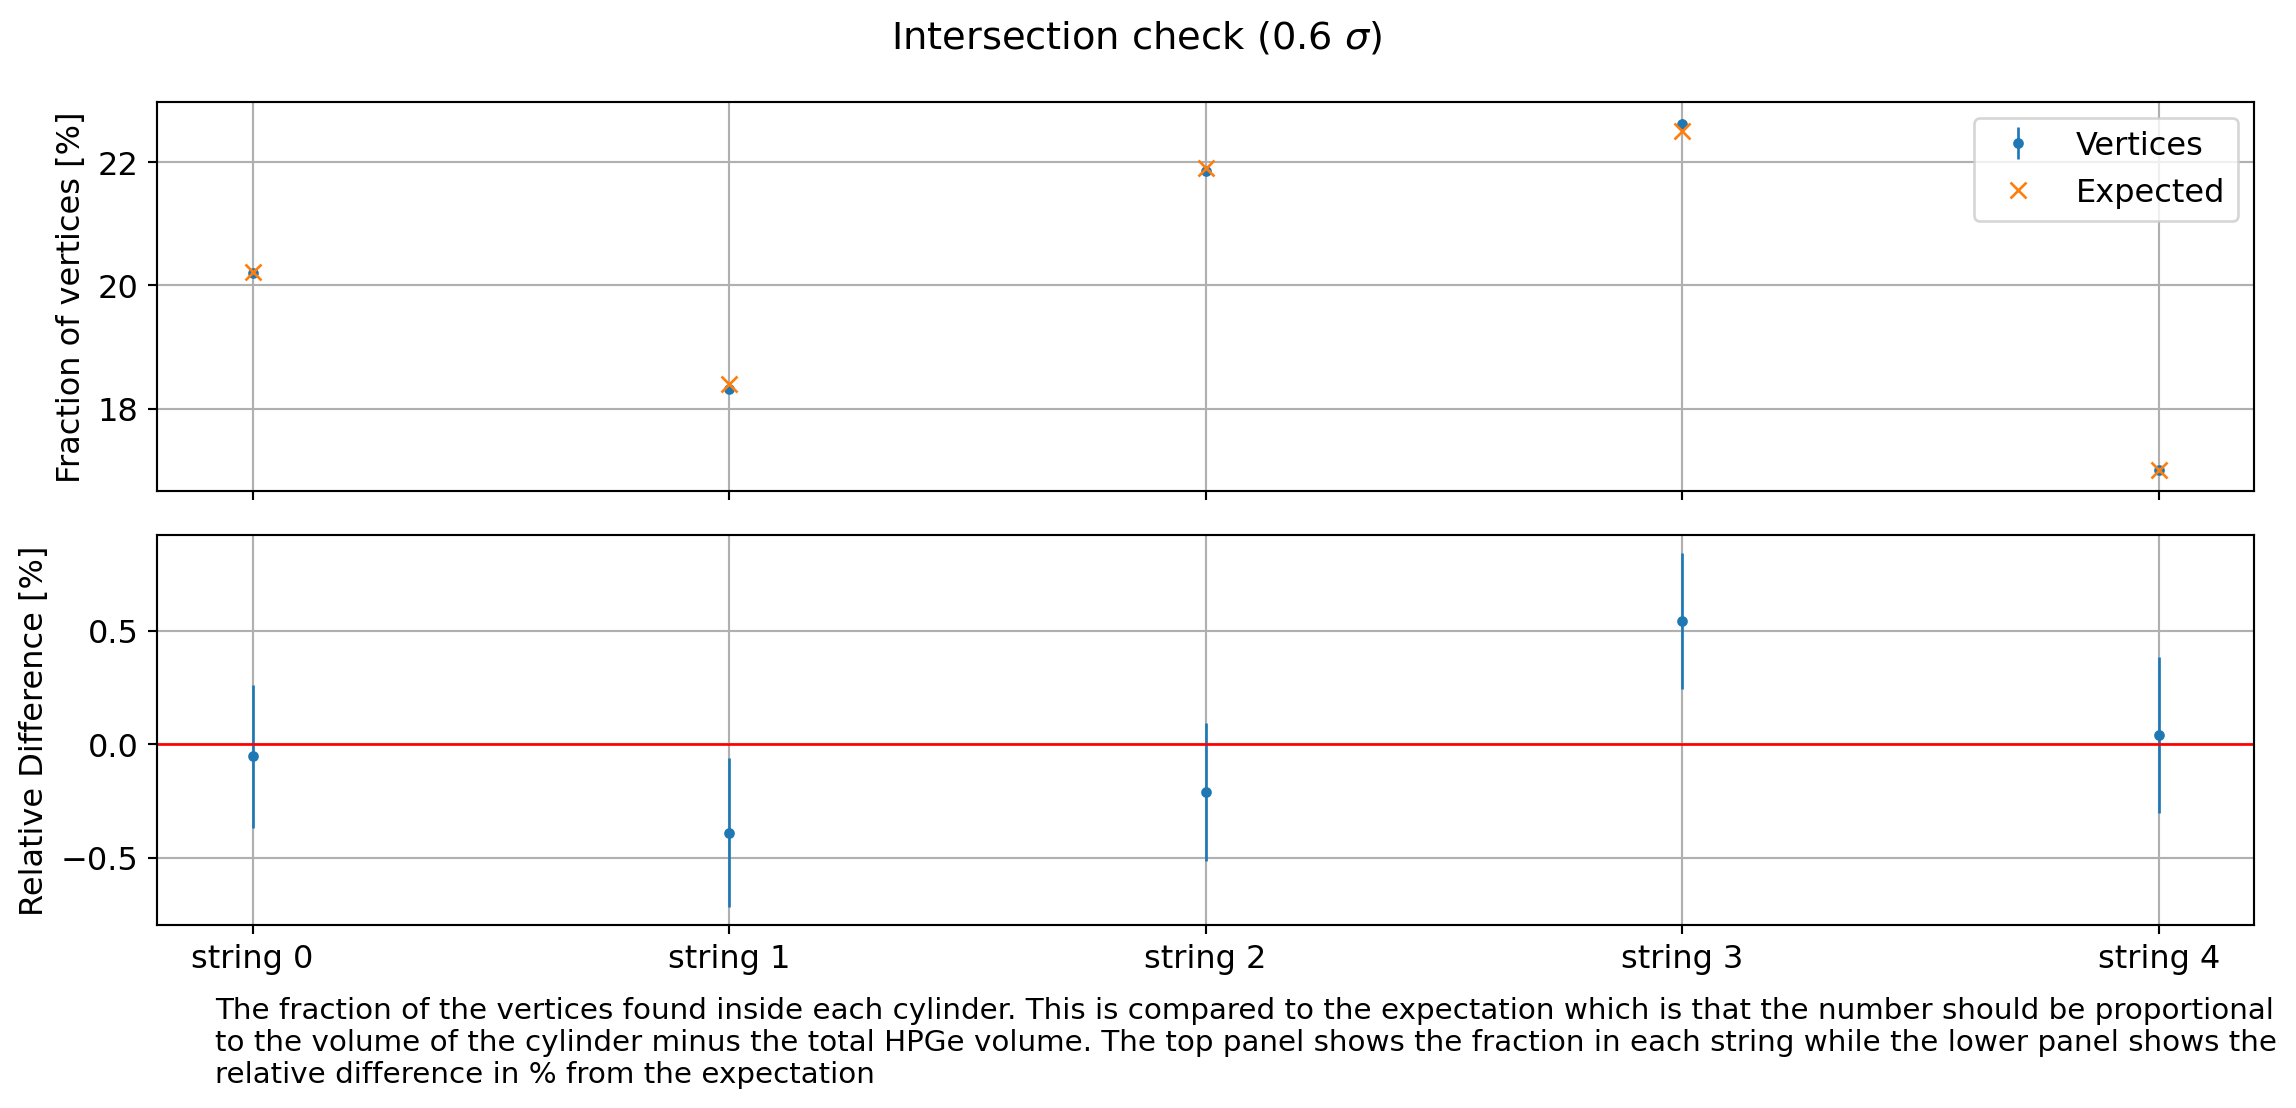 Intersection check (0.6 σ)
Fraction of vertices [%]
22
20
18
Vertices
Expected
Relative Difference [%]
0.5
0.0
−0.5
string 0
string 1
string 2
string 3
string 4
The fraction of the vertices found inside each cylinder. This is compared to the expectation which is that the number should be proportional
to the volume of the cylinder minus the total HPGe volume. The top panel shows the fraction in each string while the lower panel shows the
relative difference in % from the expectation